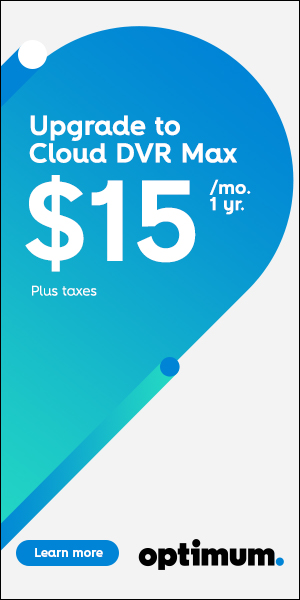 Upgrade to
Cloud DVR Max
$15 /mo.
1 yr.
Plus taxes
Learn more
optimum.